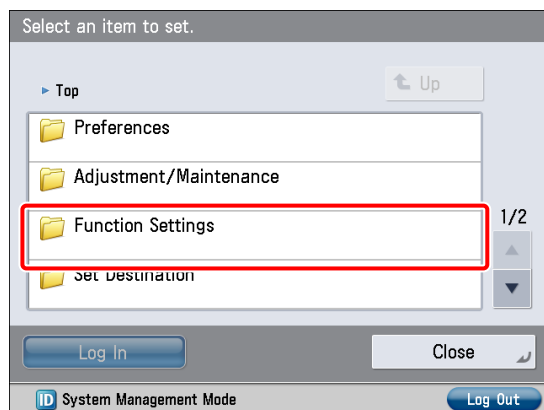 Select an item to set.
Top
Up
Preferences
Adjustment/Maintenance
Function Settings
1/2
Set Destination
Log In
Close
ID System Management Mode
Log Out